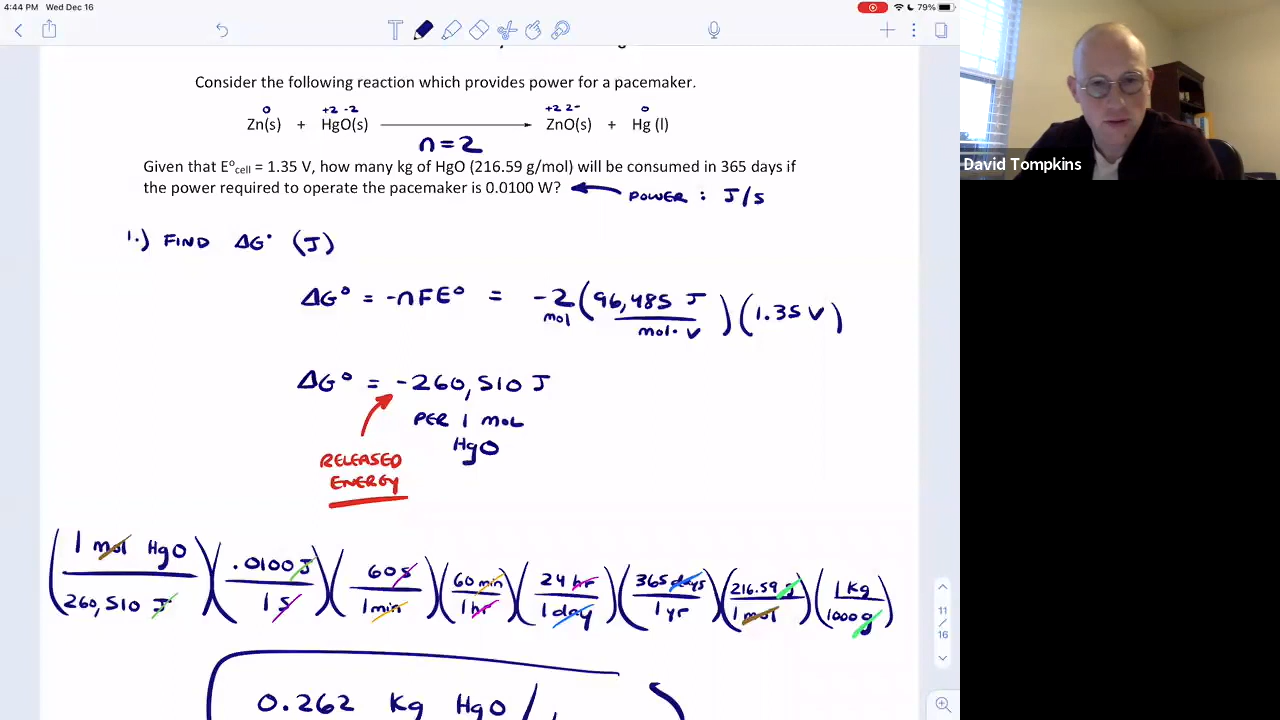 4:44 PM Wed Dec 16
79%
Consider the following reaction which provides power for a pacemaker.
0 +2 -2 +2 2- 0
Zn(s) + HgO(s) ZnO(s) + Hg (l)
n = 2
Given that E°cell = 1.35 V, how many kg of HgO (216.59 g/mol) will be consumed in 365 days if
the power required to operate the pacemaker is 0.0100 W?
POWER : J/s
David Tompkins
1.) FIND ΔG° (J)
ΔG° = -nFE° = -2 mol (96,485 J / mol · V) (1.35 V)
ΔG° = -260,510 J
PER 1 MOL
HgO
RELEASED
ENERGY
(1 mol HgO / 260,510 J) (.0100 J / 1 s) (60 s / 1 min) (60 min / 1 hr) (24 hr / 1 day) (365 days / 1 yr) (216.59 g / 1 mol) (1 kg / 1000 g)
0.262 kg HgO /
11
/
16